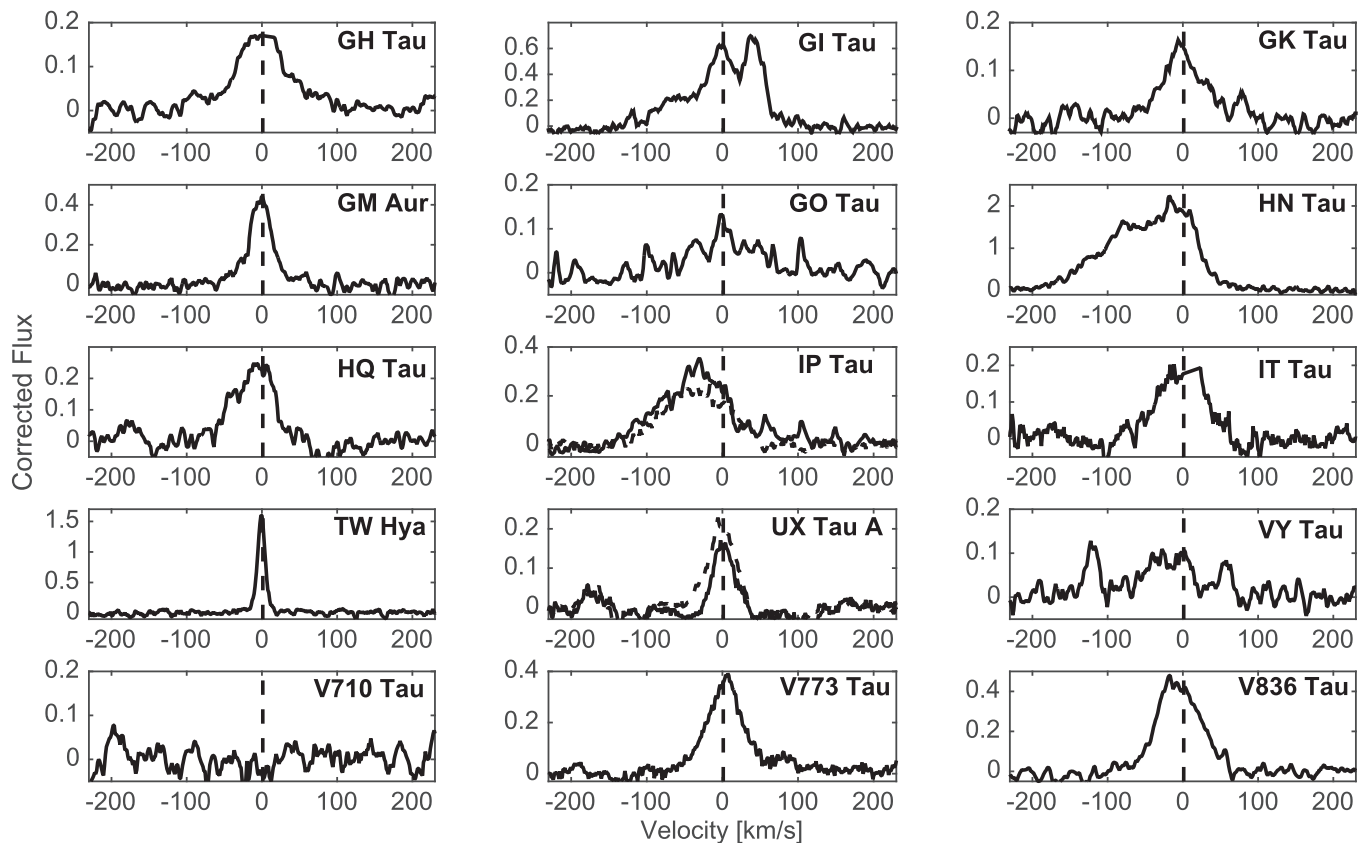 GH Tau
0.2
0.1
0
-200 -100 0 100 200
GI Tau
0.6
0.4
0.2
0
-200 -100 0 100 200
GK Tau
0.2
0.1
0
-200 -100 0 100 200
GM Aur
0.4
0.2
0
-200 -100 0 100 200
GO Tau
0.2
0.1
0
-200 -100 0 100 200
HN Tau
2
1
0
-200 -100 0 100 200
Corrected Flux
HQ Tau
0.2
0.1
0
-200 -100 0 100 200
IP Tau
0.4
0.2
0
-200 -100 0 100 200
IT Tau
0.2
0.1
0
-200 -100 0 100 200
TW Hya
1.5
1
0.5
0
-200 -100 0 100 200
UX Tau A
0.2
0.1
0
-200 -100 0 100 200
VY Tau
0.2
0.1
0
-200 -100 0 100 200
V710 Tau
0.2
0.1
0
-200 -100 0 100 200
V773 Tau
0.4
0.2
0
-200 -100 0 100 200
V836 Tau
0.4
0.2
0
-200 -100 0 100 200
Velocity [km/s]